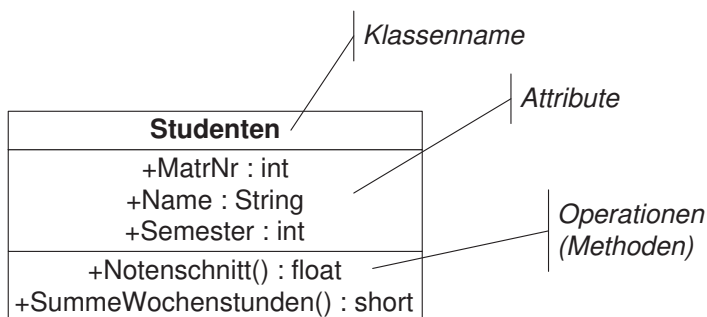 Klassenname
Attribute
Studenten
+MatrNr : int
+Name : String
+Semester : int
Operationen
(Methoden)
+Notenschnitt() : float
+SummeWochenstunden() : short